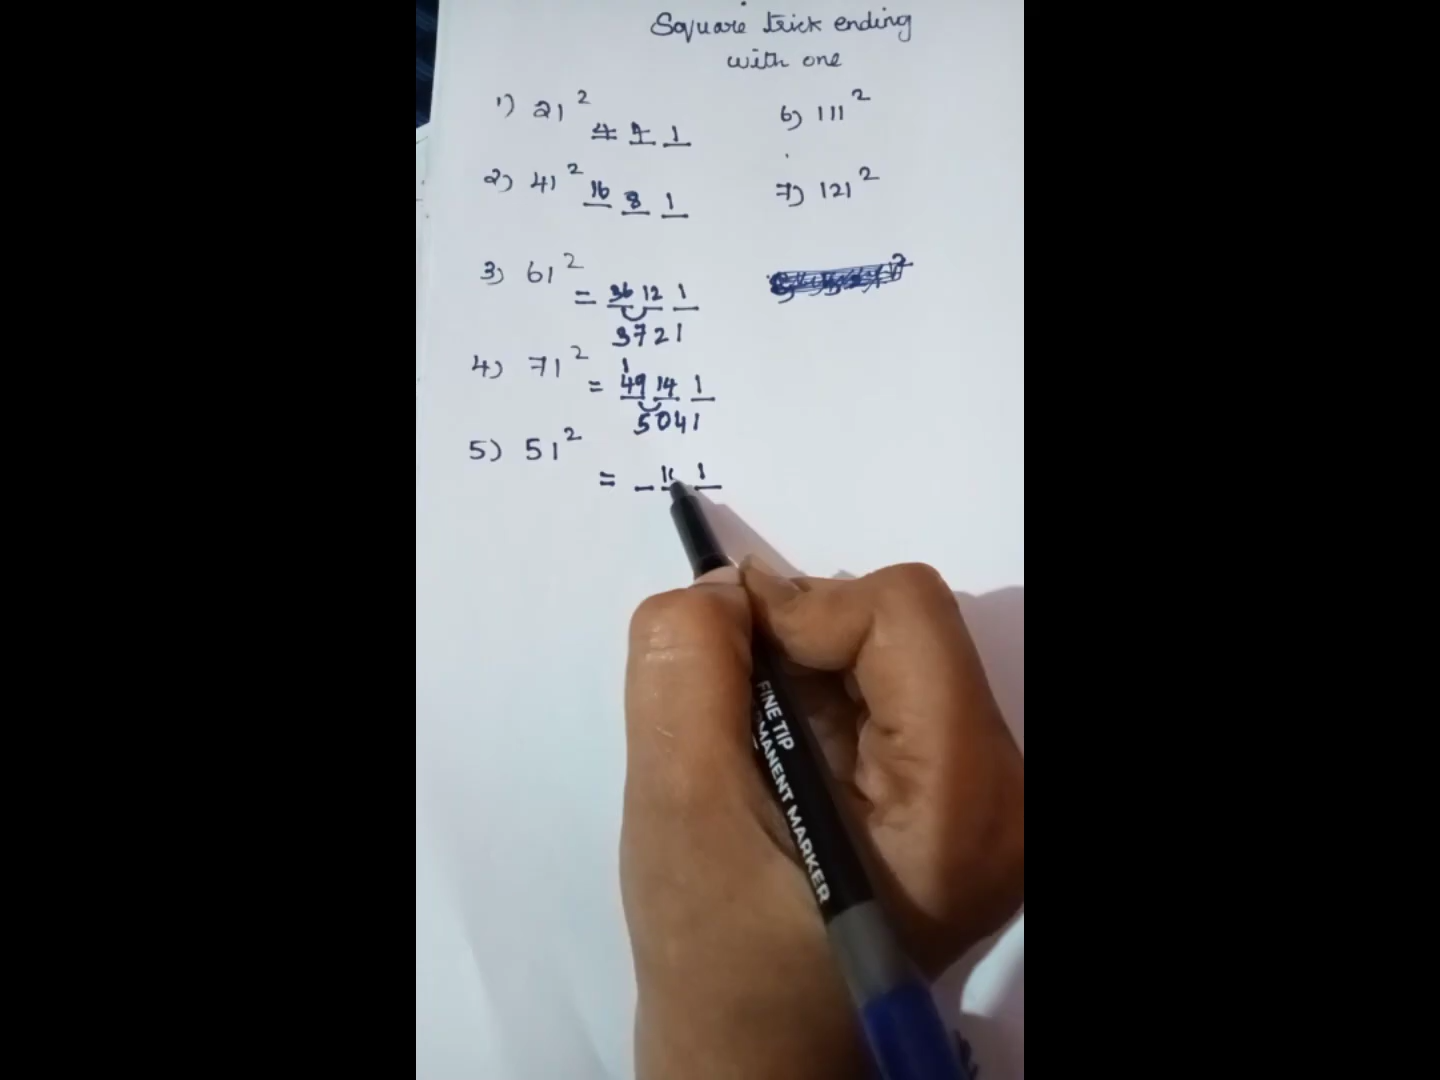 Square trick ending
with one
1) 21²
4 4 1
2) 41²
16 8 1
3) 61²
= 36 12 1
3721
4) 71²
1
= 49 14 1
5041
5) 51²
= _ 10 1
6) 111²
7) 121²
FINE TIP
PERMANENT MARKER